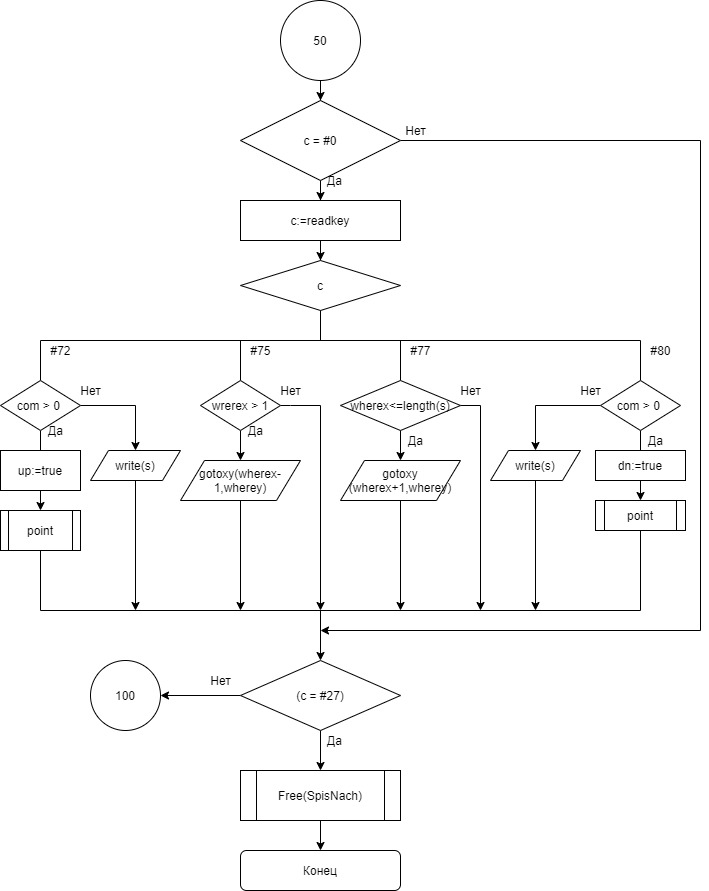 50
c = #0
Нет
Да
c:=readkey
c
#72
#75
#77
#80
com > 0
Нет
Да
wrerex > 1
Нет
Да
wherex<=length(s)
Нет
Да
Нет
com > 0
Да
up:=true
write(s)
gotoxy(wherex-
1,wherey)
gotoxy
(wherex+1,wherey)
write(s)
dn:=true
point
point
100
Нет
(c = #27)
Да
Free(SpisNach)
Конец